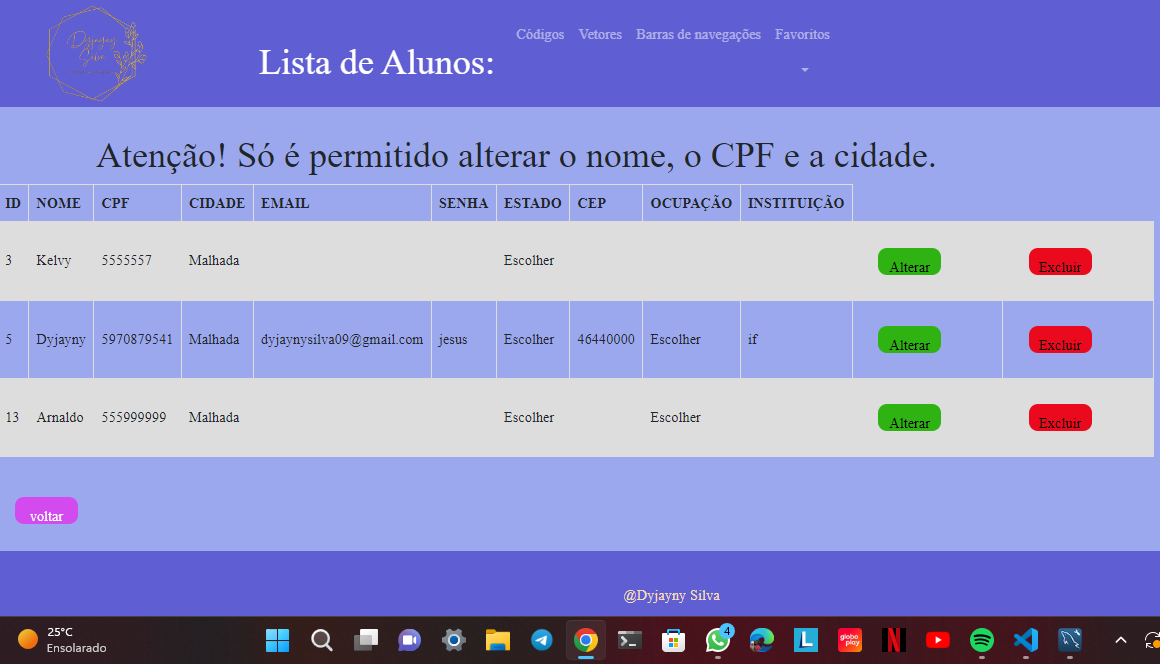 Dyjayny
Silva
Lista de Alunos:
Códigos Vetores Barras de navegações Favoritos
Atenção! Só é permitido alterar o nome, o CPF e a cidade.
ID NOME CPF CIDADE EMAIL SENHA ESTADO CEP OCUPAÇÃO INSTITUIÇÃO
3 Kelvy 5555557 Malhada Escolher Alterar Excluir
5 Dyjayny 5970879541 Malhada dyjaynysilva09@gmail.com jesus Escolher 46440000 Escolher if Alterar Excluir
13 Arnaldo 555999999 Malhada Escolher Escolher Alterar Excluir
voltar
@Dyjayny Silva
25°C
Ensolarado
L
globo
play
N
4